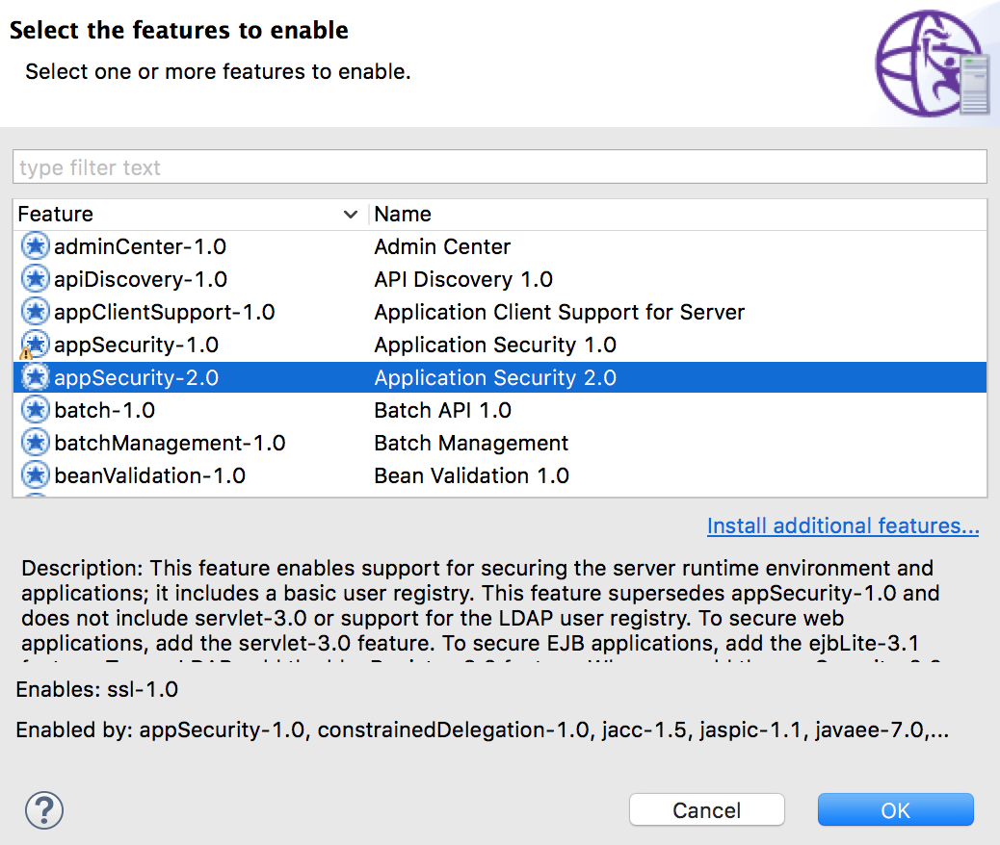 Select the features to enable
Select one or more features to enable.
type filter text
Feature Name
adminCenter-1.0 Admin Center
apiDiscovery-1.0 API Discovery 1.0
appClientSupport-1.0 Application Client Support for Server
appSecurity-1.0 Application Security 1.0
appSecurity-2.0 Application Security 2.0
batch-1.0 Batch API 1.0
batchManagement-1.0 Batch Management
beanValidation-1.0 Bean Validation 1.0
Install additional features...
Description: This feature enables support for securing the server runtime environment and
applications; it includes a basic user registry. This feature supersedes appSecurity-1.0 and
does not include servlet-3.0 or support for the LDAP user registry. To secure web
applications, add the servlet-3.0 feature. To secure EJB applications, add the ejbLite-3.1
Enables: ssl-1.0
Enabled by: appSecurity-1.0, constrainedDelegation-1.0, jacc-1.5, jaspic-1.1, javaee-7.0,...
?
Cancel OK